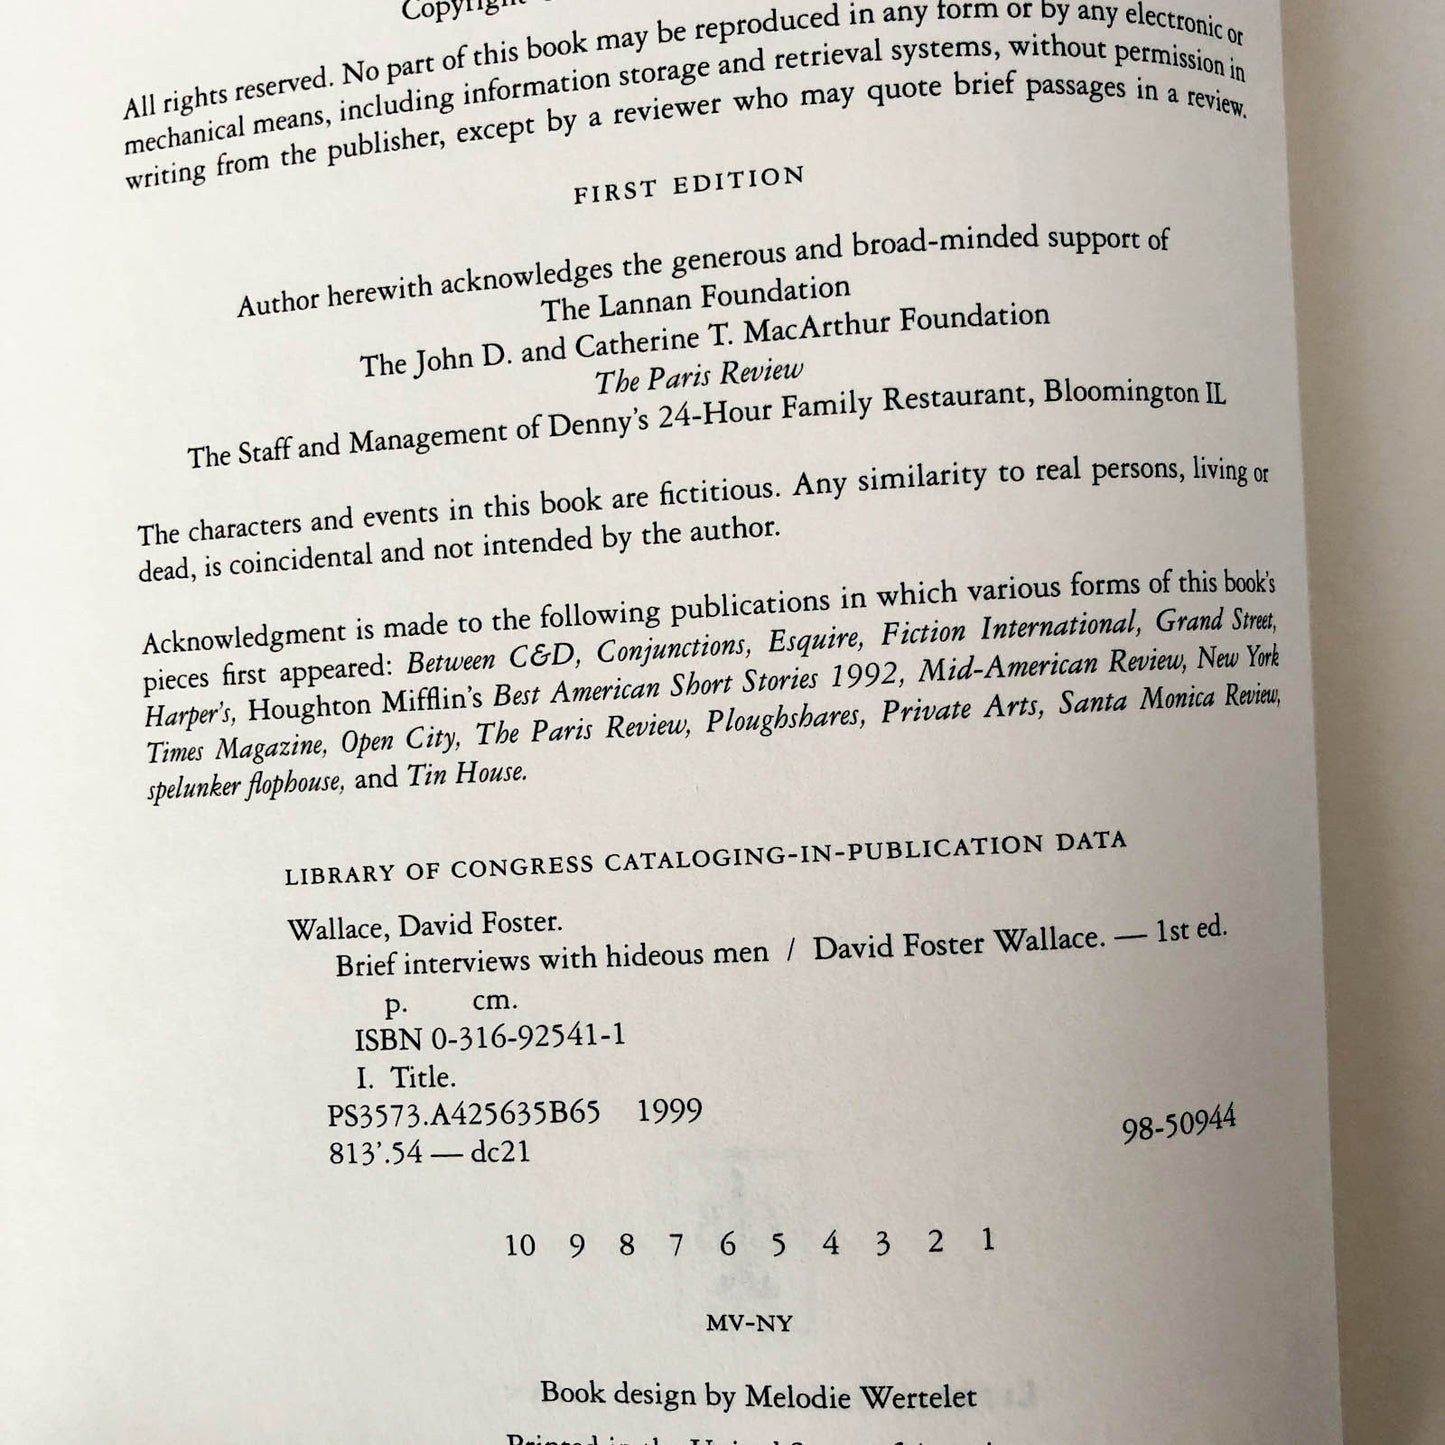 Copyright
All rights reserved. No part of this book may be reproduced in any form or by any electronic or
mechanical means, including information storage and retrieval systems, without permission in
writing from the publisher, except by a reviewer who may quote brief passages in a review.
FIRST EDITION
Author herewith acknowledges the generous and broad-minded support of
The Lannan Foundation
The John D. and Catherine T. MacArthur Foundation
The Paris Review
The Staff and Management of Denny's 24-Hour Family Restaurant, Bloomington IL
The characters and events in this book are fictitious. Any similarity to real persons, living or
dead, is coincidental and not intended by the author.
Acknowledgment is made to the following publications in which various forms of this book's
pieces first appeared: Between C&D, Conjunctions, Esquire, Fiction International, Grand Street,
Harper's, Houghton Mifflin's Best American Short Stories 1992, Mid-American Review, New York
Times Magazine, Open City, The Paris Review, Ploughshares, Private Arts, Santa Monica Review,
spelunker flophouse, and Tin House.
LIBRARY OF CONGRESS CATALOGING-IN-PUBLICATION DATA
Wallace, David Foster.
Brief interviews with hideous men / David Foster Wallace. — 1st ed.
p. cm.
ISBN 0-316-92541-1
I. Title.
PS3573.A425635B65 1999
98-50944
813'.54 — dc21
10 9 8 7 6 5 4 3 2 1
MV-NY
Book design by Melodie Wertelet